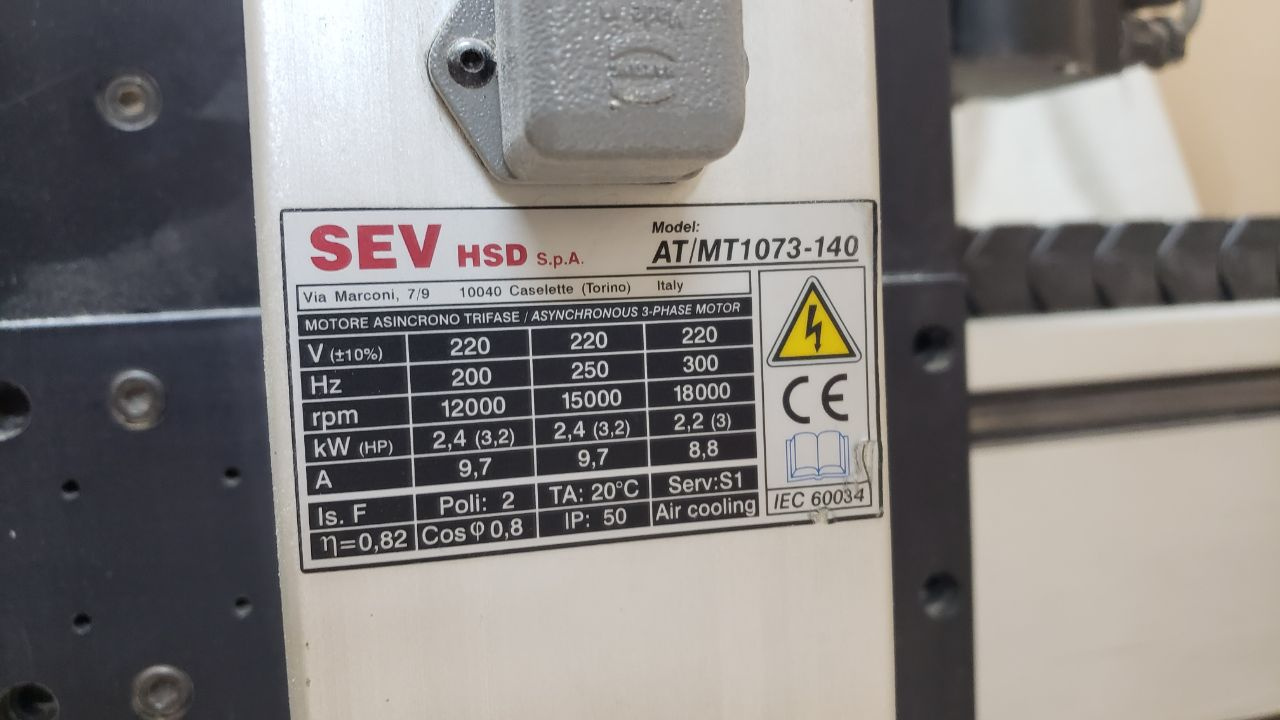 SEV HSD S.p.A.
Model:
AT/MT1073-140
Via Marconi, 7/9 10040 Caselette (Torino) Italy
MOTORE ASINCRONO TRIFASE / ASYNCHRONOUS 3-PHASE MOTOR
V (±10%) 220 220 220
Hz 200 250 300
rpm 12000 15000 18000
kW (HP) 2,4 (3,2) 2,4 (3,2) 2,2 (3)
A 9,7 9,7 8,8
Is. F Poli: 2 TA: 20°C Serv:S1
η=0,82 Cos φ 0,8 IP: 50 Air cooling
CE
IEC 60034